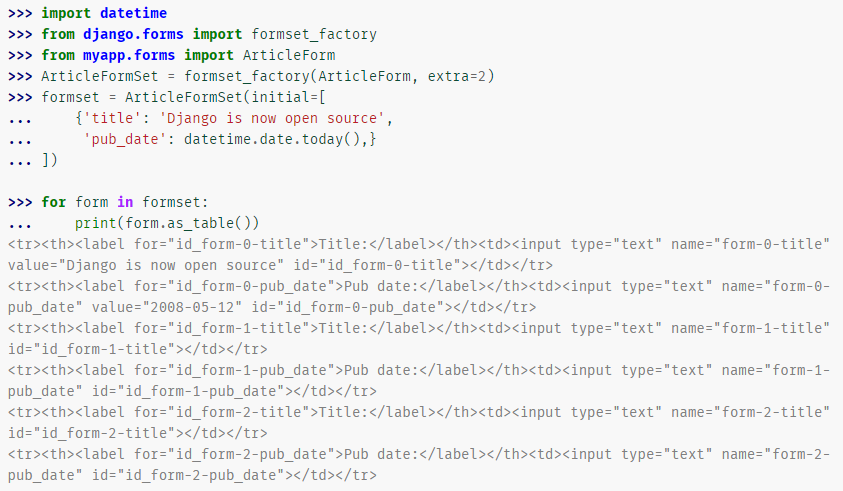 >>> import datetime
>>> from django.forms import formset_factory
>>> from myapp.forms import ArticleForm
>>> ArticleFormSet = formset_factory(ArticleForm, extra=2)
>>> formset = ArticleFormSet(initial=[
...     {'title': 'Django is now open source',
...      'pub_date': datetime.date.today(),}
... ])
>>> for form in formset:
...     print(form.as_table())
<tr><th><label for="id_form-0-title">Title:</label></th><td><input type="text" name="form-0-title"
value="Django is now open source" id="id_form-0-title"></td></tr>
<tr><th><label for="id_form-0-pub_date">Pub date:</label></th><td><input type="text" name="form-0-
pub_date" value="2008-05-12" id="id_form-0-pub_date"></td></tr>
<tr><th><label for="id_form-1-title">Title:</label></th><td><input type="text" name="form-1-title"
id="id_form-1-title"></td></tr>
<tr><th><label for="id_form-1-pub_date">Pub date:</label></th><td><input type="text" name="form-1-
pub_date" id="id_form-1-pub_date"></td></tr>
<tr><th><label for="id_form-2-title">Title:</label></th><td><input type="text" name="form-2-title"
id="id_form-2-title"></td></tr>
<tr><th><label for="id_form-2-pub_date">Pub date:</label></th><td><input type="text" name="form-2-
pub_date" id="id_form-2-pub_date"></td></tr>